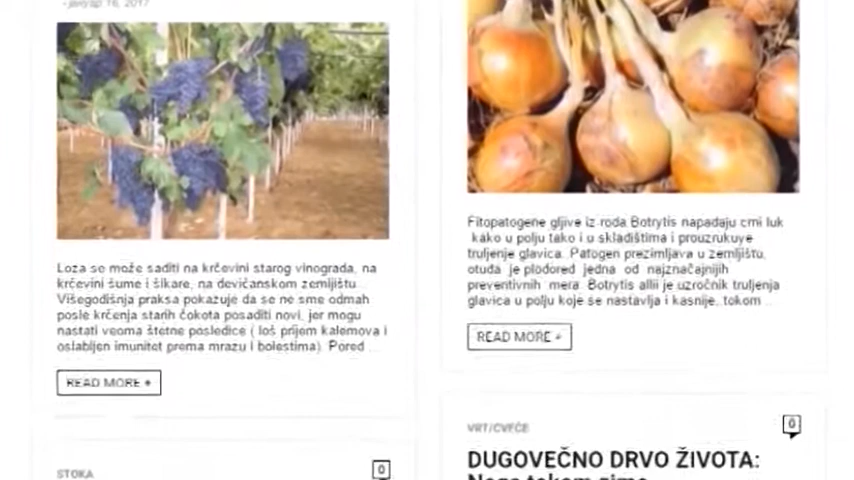 16, 2017
Loza se može saditi na krčevini starog vinograda, na
krčevini šume i šikare, na devičanskom zemljištu...
Višegodišnja praksa pokazuje da se ne sme odmah
posle krčenja starih čokota posaditi novi, jer mogu
nastati veoma štetne posledice ( loš prijem kalemova i
oslabljen imunitet prema mrazu i bolestima). Pored ...
READ MORE +
STOKA
0
Fitopatogene gljive iz roda Botrytis napadaju crni luk
kako u polju tako i u skladištima i prouzrukuye
truljenje glavica. Patogen prezimljava u zemljištu,
otuda je plodored jedna od najznačajnijih
preventivnih mera. Botrytis allii je uzročnik truljenja
glavica u polju koje se nastavlja i kasnije, tokom ...
READ MORE +
VRT/CVEĆE
0
DUGOVEČNO DRVO ŽIVOTA: